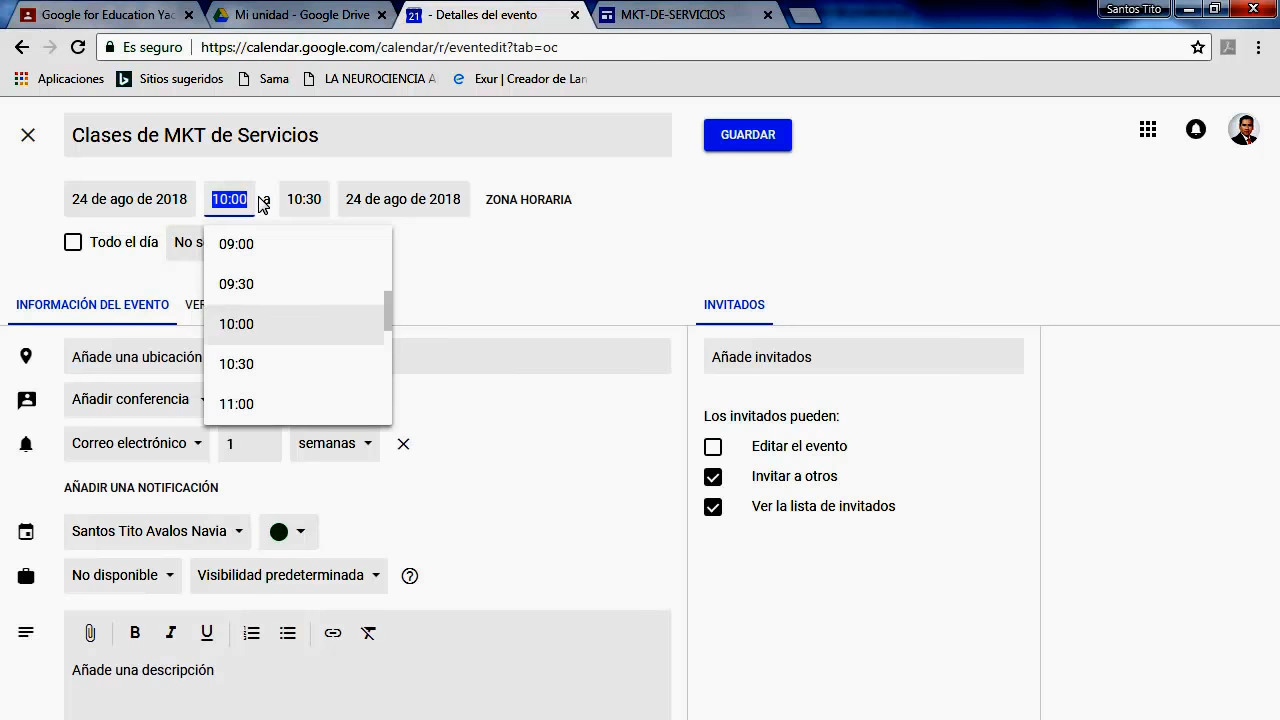 Google for Education Yac
Mi unidad - Google Drive
21 - Detalles del evento
MKT-DE-SERVICIOS
Santos Tito
Es seguro https://calendar.google.com/calendar/r/eventedit?tab=oc
Aplicaciones Sitios sugeridos Sama LA NEUROCIENCIA A Exur | Creador de Lan
Clases de MKT de Servicios
GUARDAR
24 de ago de 2018 10:00 a 10:30 24 de ago de 2018 ZONA HORARIA
Todo el día No s
09:00
09:30
10:00
10:30
11:00
INFORMACIÓN DEL EVENTO VER
INVITADOS
Añade una ubicación
Añade invitados
Añadir conferencia
Los invitados pueden:
Correo electrónico 1 semanas
Editar el evento
Invitar a otros
AÑADIR UNA NOTIFICACIÓN
Ver la lista de invitados
Santos Tito Avalos Navia
No disponible Visibilidad predeterminada
B I U
Añade una descripción